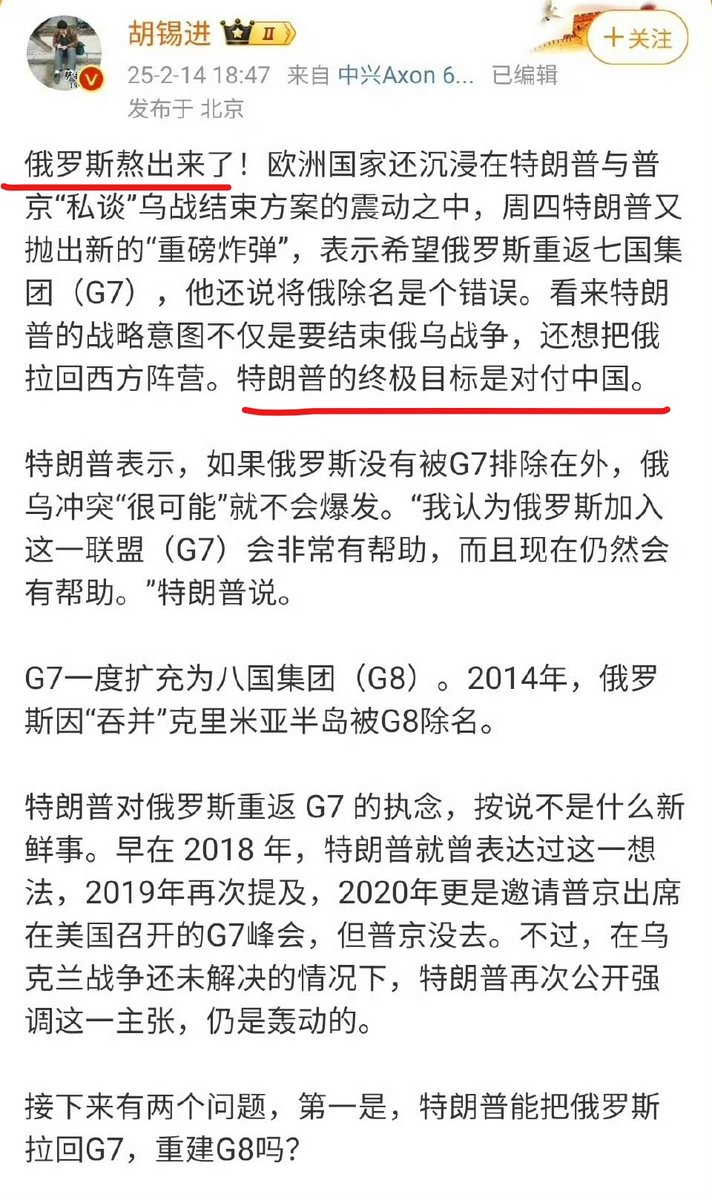 胡锡进 II
+关注
25-2-14 18:47 来自 中兴Axon 6... 已编辑
发布于 北京
俄罗斯熬出来了！欧洲国家还沉浸在特朗普与普
京“私谈”乌战结束方案的震动之中，周四特朗普又
抛出新的“重磅炸弹”，表示希望俄罗斯重返七国集
团（G7），他还说将俄除名是个错误。看来特朗
普的战略意图不仅是要结束俄乌战争，还想把俄
拉回西方阵营。特朗普的终极目标是对付中国。
特朗普表示，如果俄罗斯没有被G7排除在外，俄
乌冲突“很可能”就不会爆发。“我认为俄罗斯加入
这一联盟（G7）会非常有帮助，而且现在仍然会
有帮助。”特朗普说。
G7一度扩充为八国集团（G8）。2014年，俄罗
斯因“吞并”克里米亚半岛被G8除名。
特朗普对俄罗斯重返 G7 的执念，按说不是什么新
鲜事。早在 2018 年，特朗普就曾表达过这一想
法，2019年再次提及，2020年更是邀请普京出席
在美国召开的G7峰会，但普京没去。不过，在乌
克兰战争还未解决的情况下，特朗普再次公开强
调这一主张，仍是轰动的。
接下来有两个问题，第一是，特朗普能把俄罗斯
拉回G7，重建G8吗？